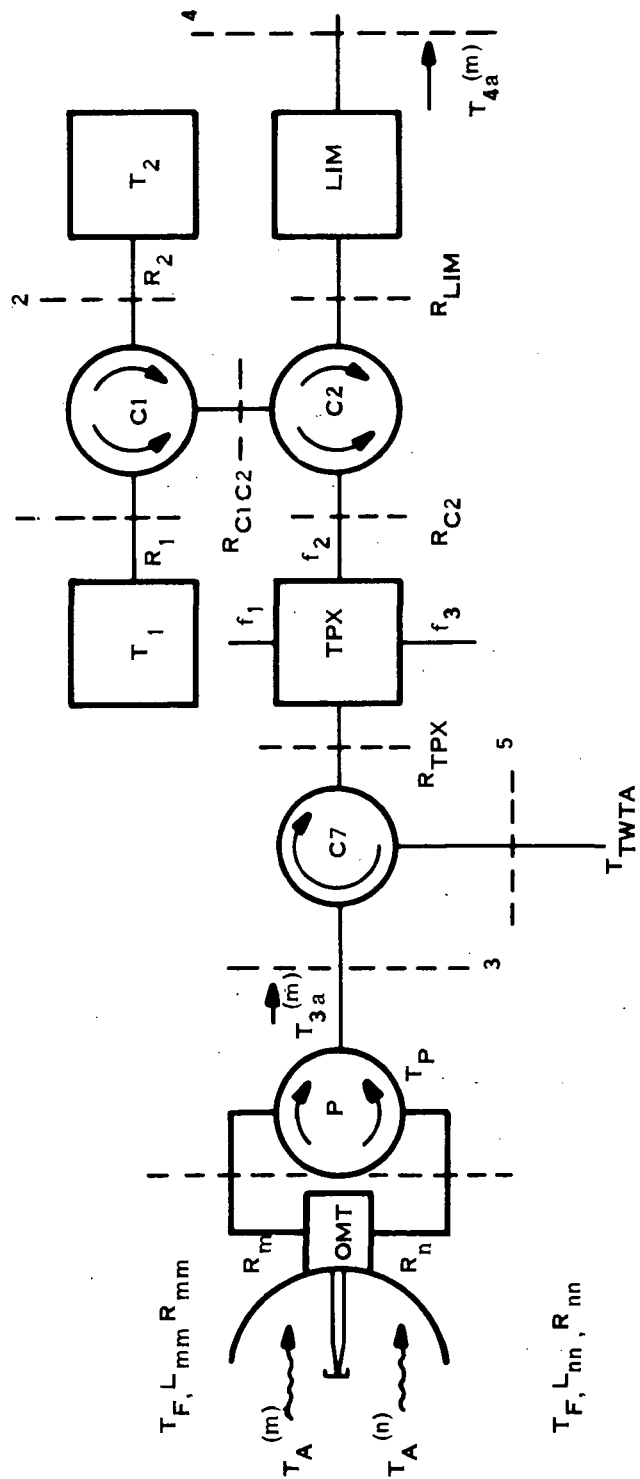 T_F, L_mm R_mm
T_A^(m)
T_A^(n)
T_F, L_nn, R_nn
R_m
OMT
R_n
P
T_P
T_3a^(m)
3
C7
5
T_TWTA
R_TPX
TPX
f_1
f_2
f_3
R_C2
T_1
R_1
C1
R_C1C2
C2
2
R_2
T_2
R_LIM
LIM
4
T_4a^(m)